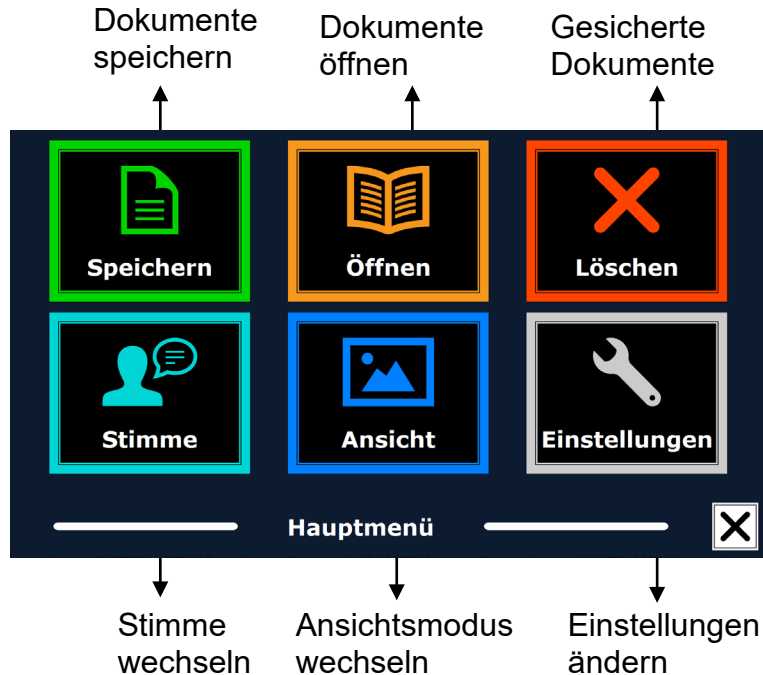 Dokumente
speichern
Dokumente
öffnen
Gesicherte
Dokumente
Speichern
Öffnen
Löschen
Stimme
Ansicht
Einstellungen
Hauptmenü
Stimme
wechseln
Ansichtsmodus
wechseln
Einstellungen
ändern